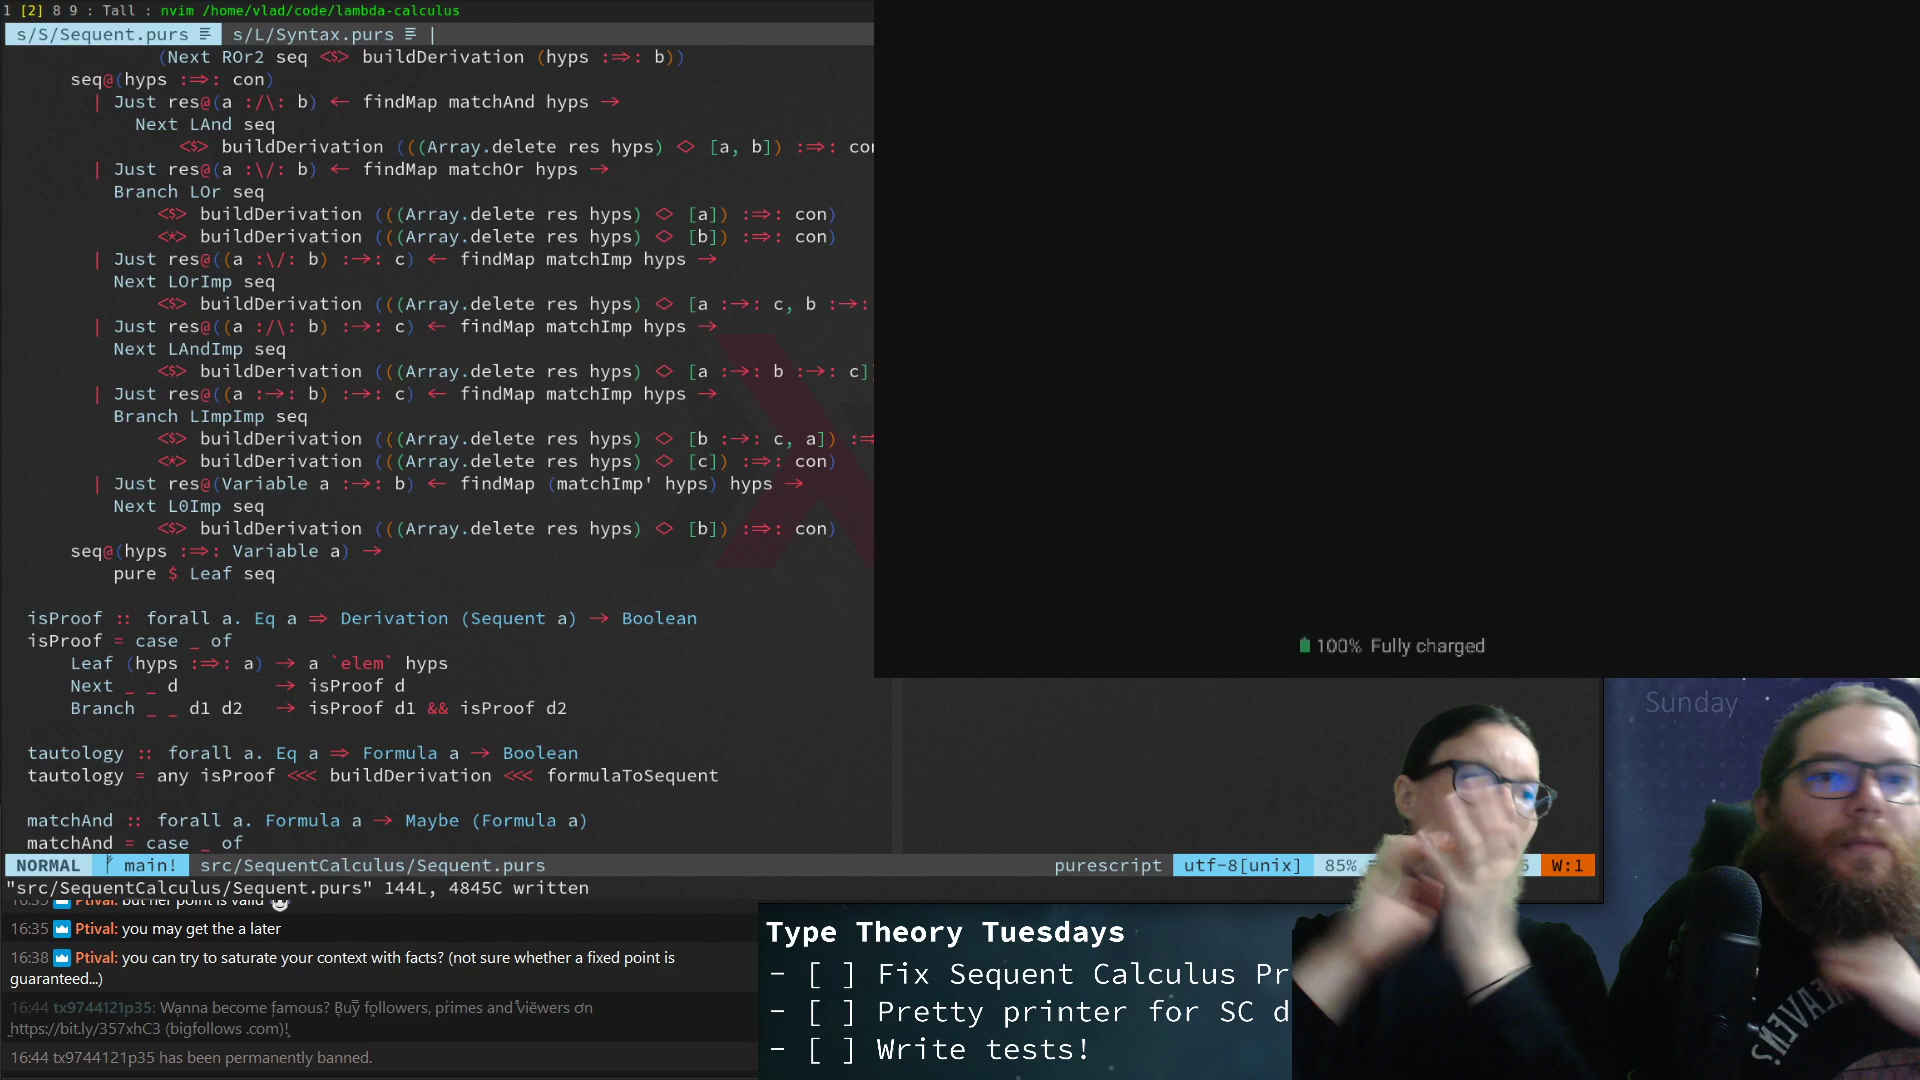 1 [2] 8 9 : Tall : nvim /home/vlad/code/lambda-calculus
s/S/Sequent.purs s/L/Syntax.purs |
(Next ROr2 seq <$> buildDerivation (hyps :⇒: b))
seq@(hyps :⇒: con)
| Just res@(a :/\: b) ← findMap matchAnd hyps →
Next LAnd seq
<$> buildDerivation (((Array.delete res hyps) <> [a, b]) :⇒: con
| Just res@(a :\/: b) ← findMap matchOr hyps →
Branch LOr seq
<$> buildDerivation (((Array.delete res hyps) <> [a]) :⇒: con)
<*> buildDerivation (((Array.delete res hyps) <> [b]) :⇒: con)
| Just res@((a :\/: b) :→: c) ← findMap matchImp hyps →
Next LOrImp seq
<$> buildDerivation (((Array.delete res hyps) <> [a :→: c, b :→:
| Just res@((a :/\: b) :→: c) ← findMap matchImp hyps →
Next LAndImp seq
<$> buildDerivation (((Array.delete res hyps) <> [a :→: b :→: c]
| Just res@((a :→: b) :→: c) ← findMap matchImp hyps →
Branch LImpImp seq
<$> buildDerivation (((Array.delete res hyps) <> [b :→: c, a]) :⇒
<*> buildDerivation (((Array.delete res hyps) <> [c]) :⇒: con)
| Just res@(Variable a :→: b) ← findMap (matchImp' hyps) hyps →
Next L0Imp seq
<$> buildDerivation (((Array.delete res hyps) <> [b]) :⇒: con)
seq@(hyps :⇒: Variable a) →
pure $ Leaf seq
isProof :: forall a. Eq a ⇒ Derivation (Sequent a) → Boolean
isProof = case _ of
Leaf (hyps :⇒: a) → a `elem` hyps
Next _ _ d → isProof d
Branch _ _ d1 d2 → isProof d1 && isProof d2
tautology :: forall a. Eq a ⇒ Formula a → Boolean
tautology = any isProof <<< buildDerivation <<< formulaToSequent
matchAnd :: forall a. Formula a → Maybe (Formula a)
matchAnd = case _ of
NORMAL main! src/SequentCalculus/Sequent.purs purescript utf-8[unix] 85% W:1
"src/SequentCalculus/Sequent.purs" 144L, 4845C written
100% Fully charged
Sunday
16:35 Ptival: but her point is valid
16:35 Ptival: you may get the a later
16:38 Ptival: you can try to saturate your context with facts? (not sure whether a fixed point is
guaranteed...)
16:44 tx9744121p35: Wanna become famous? Buy followers, primes and viewers on
https://bit.ly/357xhC3 (bigfollows .com)!
16:44 tx9744121p35 has been permanently banned.
Type Theory Tuesdays
- [ ] Fix Sequent Calculus Pr
- [ ] Pretty printer for SC d
- [ ] Write tests!
HEAVEN?